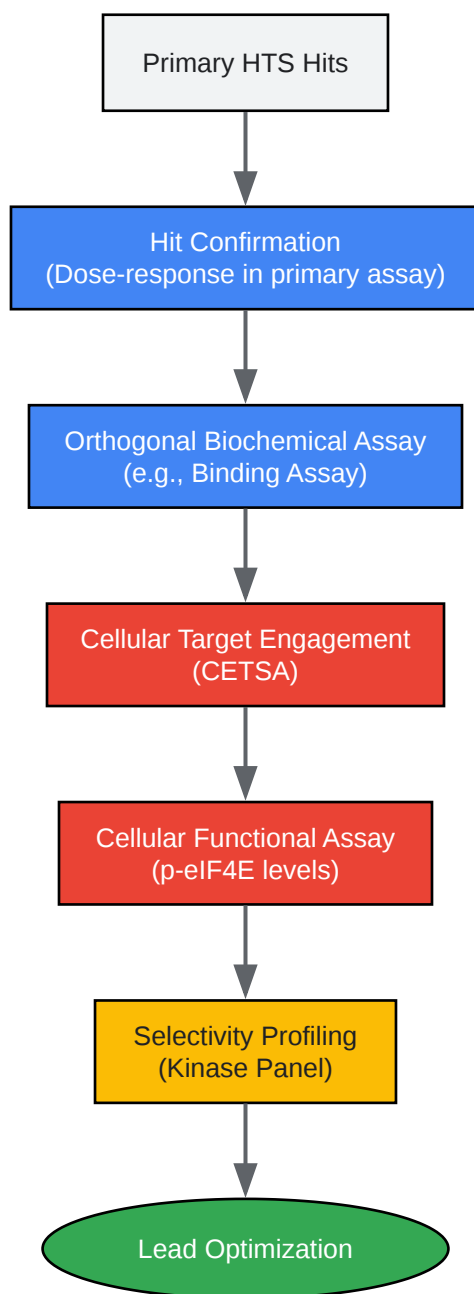 Primary HTS Hits
Hit Confirmation
(Dose-response in primary assay)
Orthogonal Biochemical Assay
(e.g., Binding Assay)
Cellular Target Engagement
(CETSA)
Cellular Functional Assay
(p-eIF4E levels)
Selectivity Profiling
(Kinase Panel)
Lead Optimization